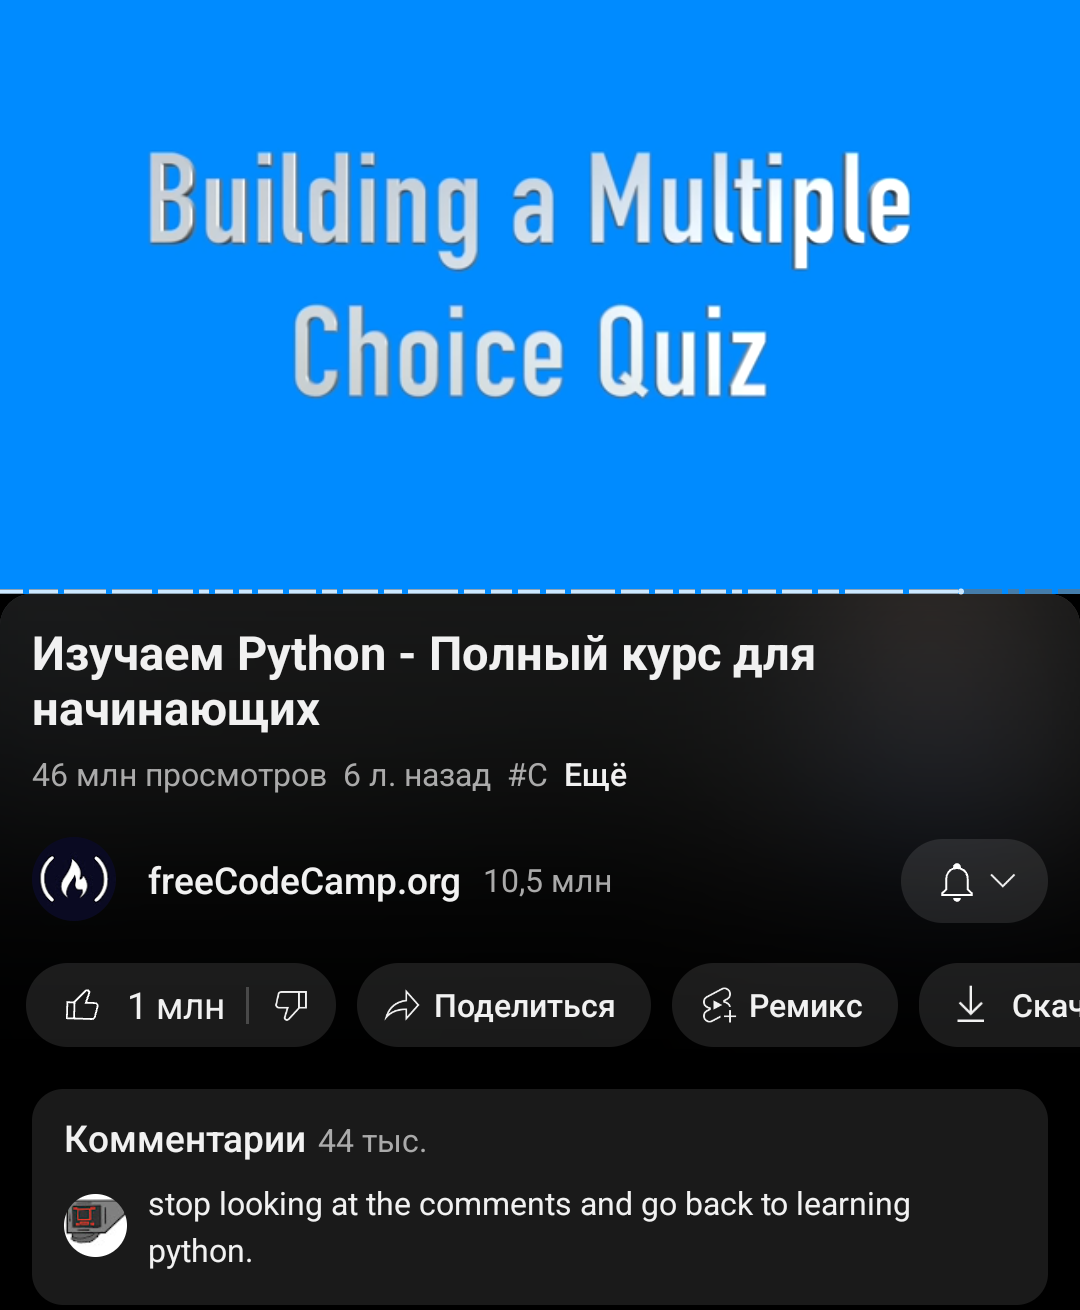 Building a Multiple
Choice Quiz
Изучаем Python - Полный курс для
начинающих
46 млн просмотров 6 л. назад #C Ещё
freeCodeCamp.org 10,5 млн
1 млн Поделиться Ремикс Скач
Комментарии 44 тыс.
stop looking at the comments and go back to learning
python.